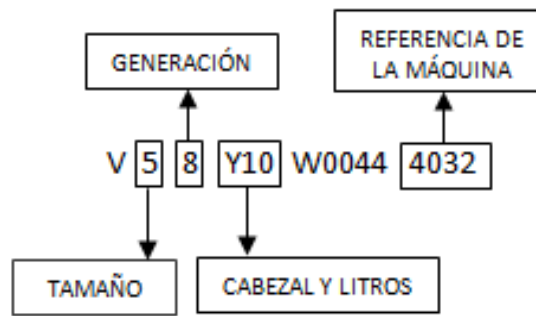 REFERENCIA DE
LA MÁQUINA
GENERACIÓN
V 5 8 Y10 W0044 4032
TAMAÑO
CABEZAL Y LITROS